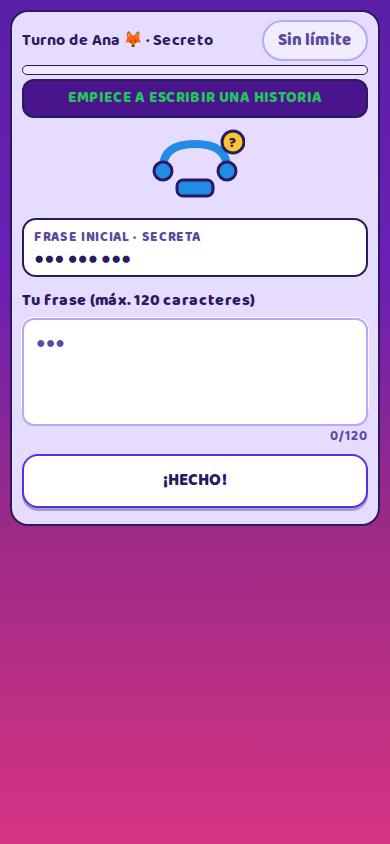 Turno de Ana 🦊 · Secreto
Sin límite
EMPIECE A ESCRIBIR UNA HISTORIA
?
FRASE INICIAL · SECRETA
●●● ●●● ●●●
Tu frase (máx. 120 caracteres)
●●●
0/120
¡HECHO!